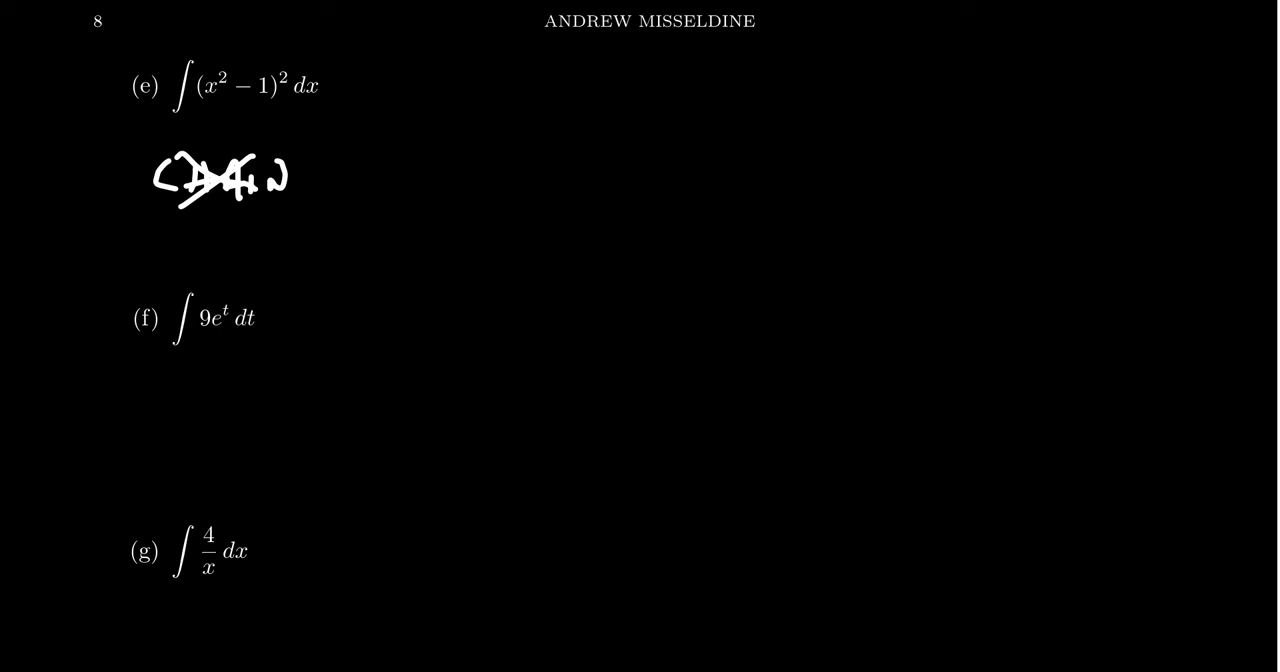 8 ANDREW MISSELDINE
(e) ∫ (x² − 1)² dx
(f) ∫ 9eᵗ dt
(g) ∫ 4/x dx